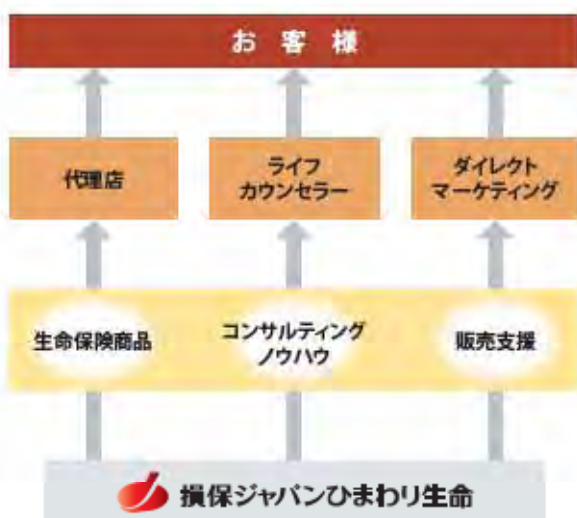 お客様
代理店
ライフ
カウンセラー
ダイレクト
マーケティング
生命保険商品
コンサルティング
ノウハウ
販売支援
損保ジャパンひまわり生命